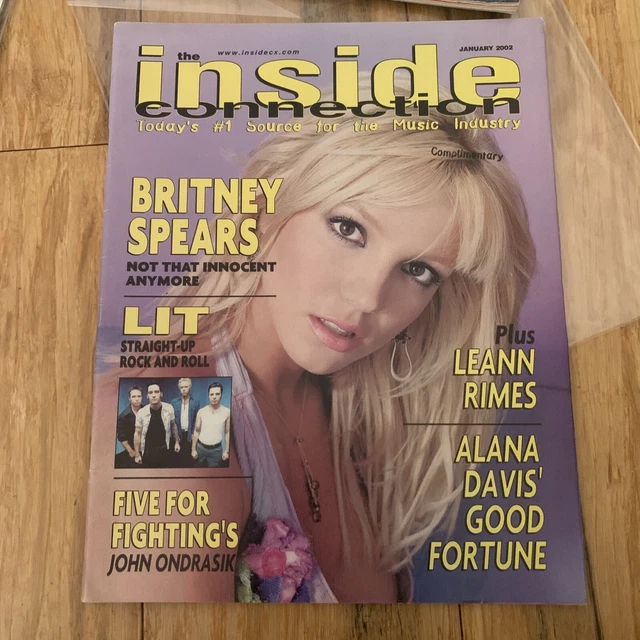 www.insidecx.com
JANUARY 2002
the
inside
connection
Today's #1 Source for the Music Industry
Complimentary
BRITNEY
SPEARS
NOT THAT INNOCENT
ANYMORE
LIT
STRAIGHT-UP
ROCK AND ROLL
FIVE FOR
FIGHTING'S
JOHN ONDRASIK
Plus
LEANN
RIMES
ALANA
DAVIS'
GOOD
FORTUNE